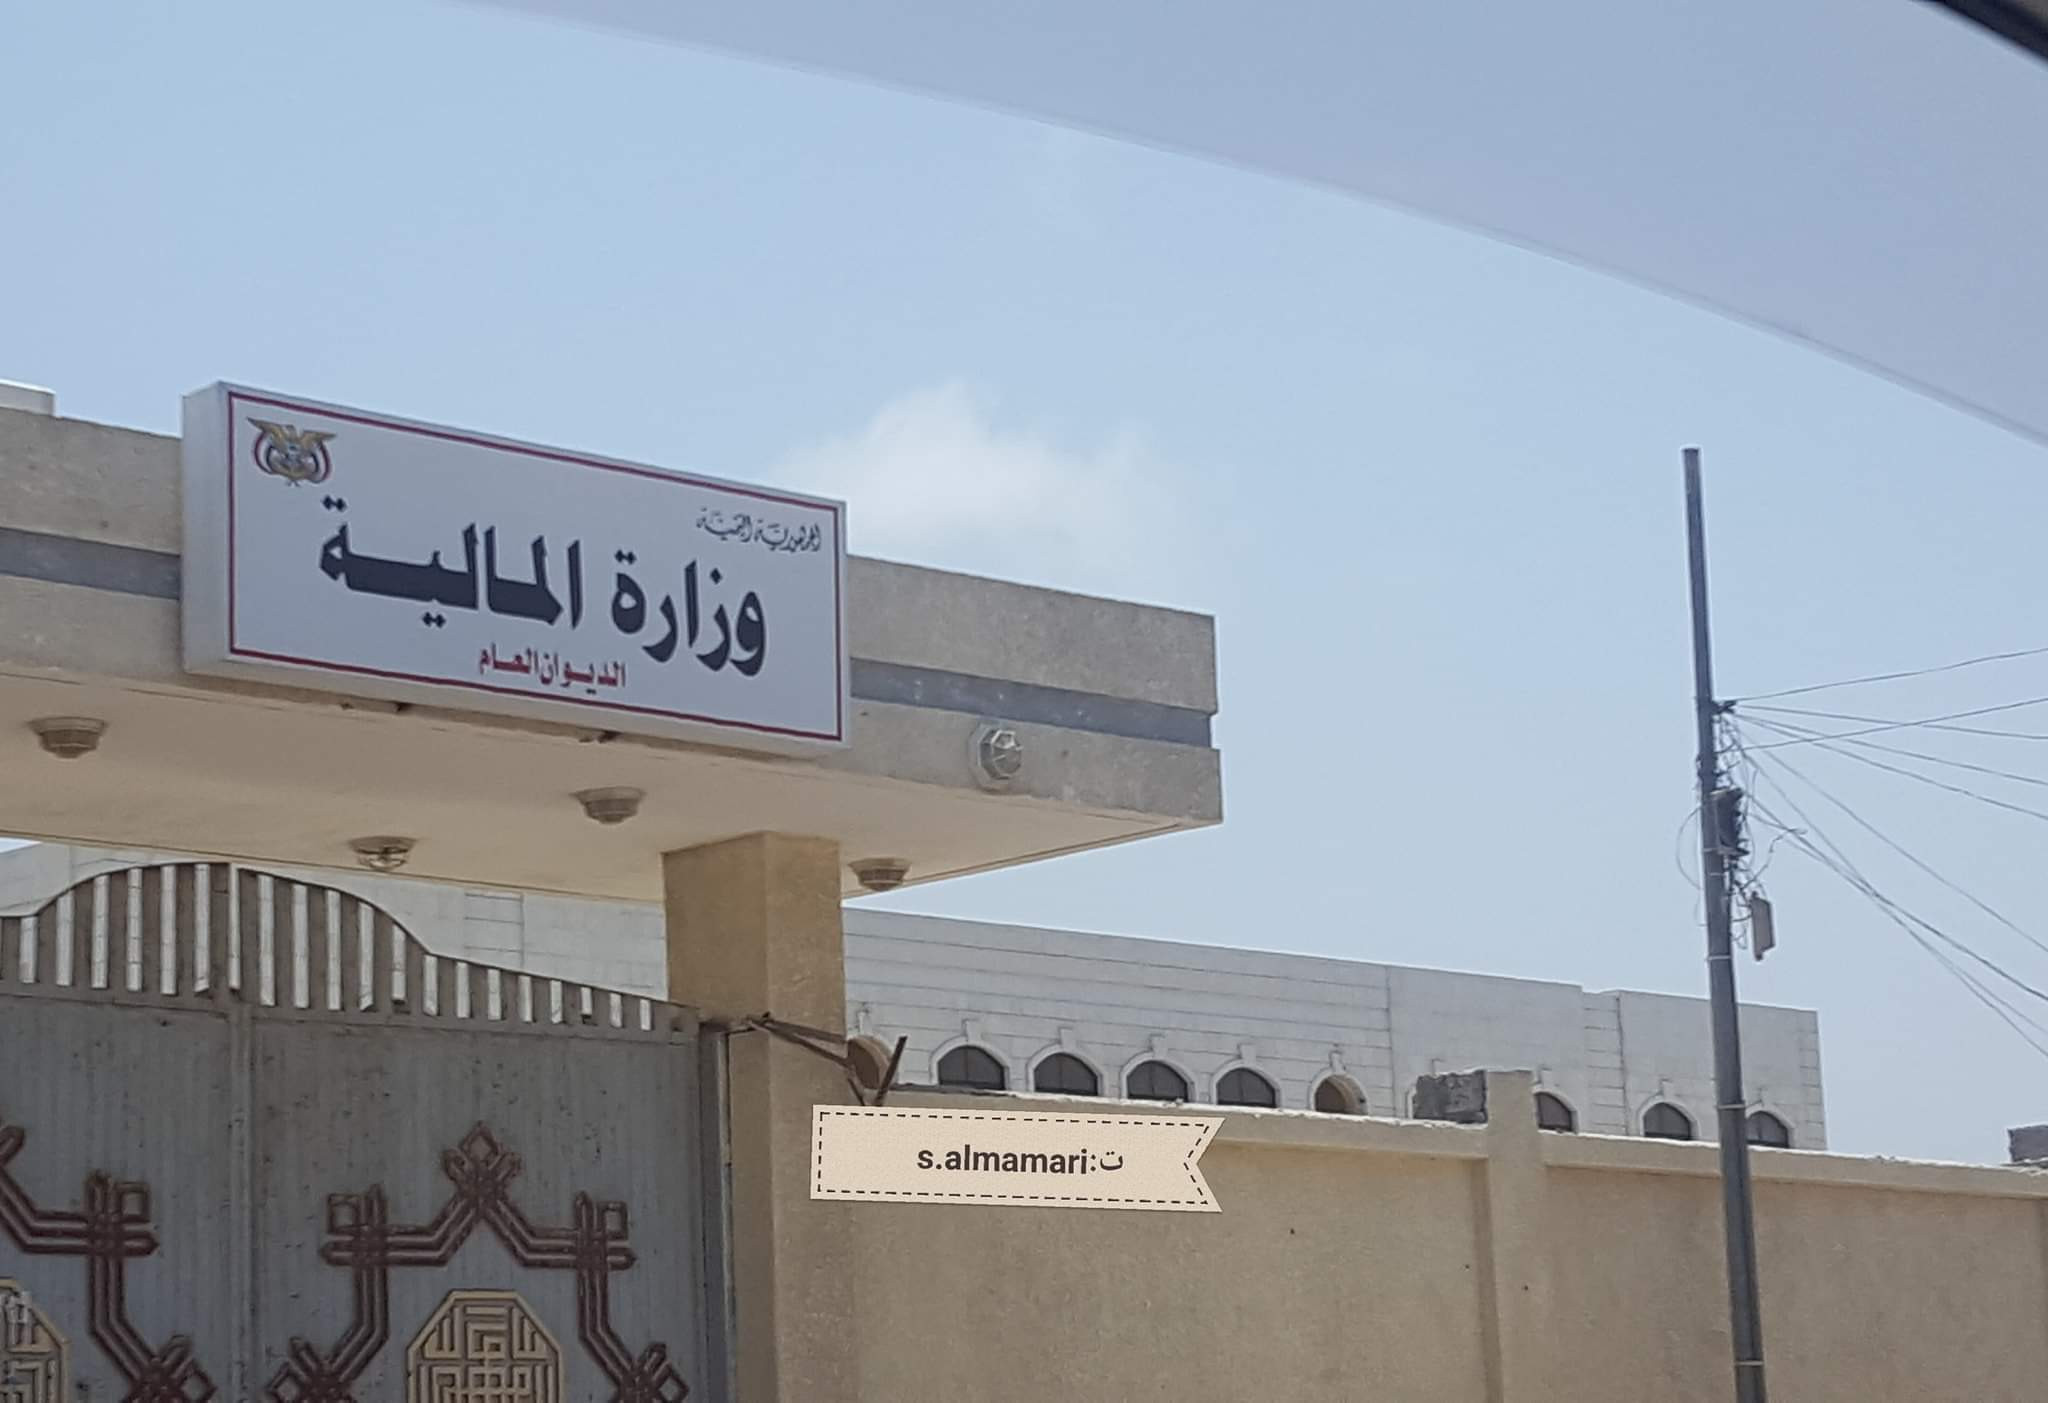 الجمهورية اليمنية
وزارة المالية
الديوان العام
ت:s.almamari